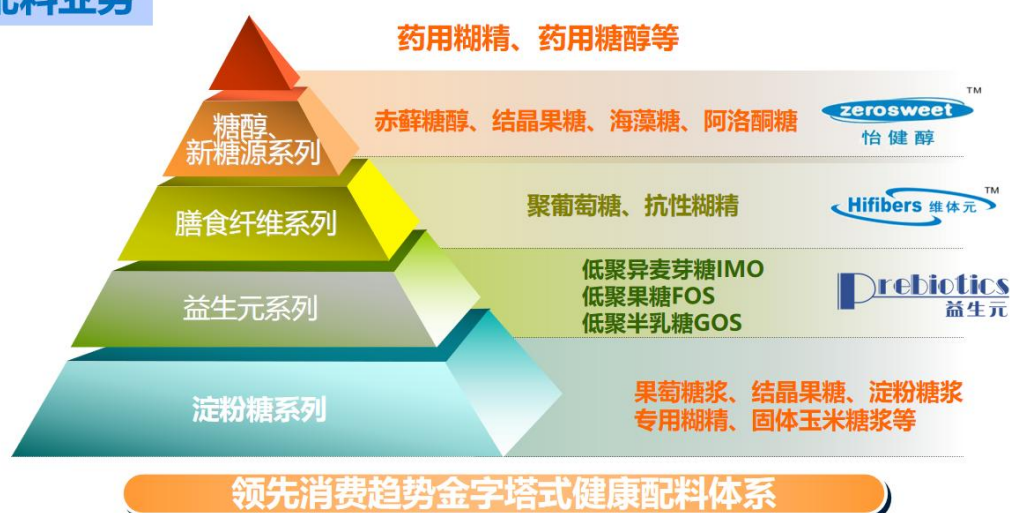 配料业务
药用糊精、药用糖醇等
糖醇、
新糖源系列
赤藓糖醇、结晶果糖、海藻糖、阿洛酮糖
zerosweet TM
怡健醇
膳食纤维系列
聚葡萄糖、抗性糊精
Hifibers 维体元 TM
益生元系列
低聚异麦芽糖IMO
低聚果糖FOS
低聚半乳糖GOS
Prebiotics
益生元
淀粉糖系列
果葡糖浆、结晶果糖、淀粉糖浆
专用糊精、固体玉米糖浆等
领先消费趋势金字塔式健康配料体系